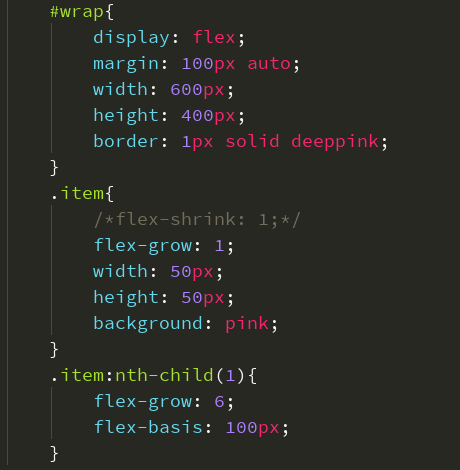 #wrap{
display: flex;
margin: 100px auto;
width: 600px;
height: 400px;
border: 1px solid deeppink;
}
.item{
/*flex-shrink: 1;*/
flex-grow: 1;
width: 50px;
height: 50px;
background: pink;
}
.item:nth-child(1){
flex-grow: 6;
flex-basis: 100px;
}